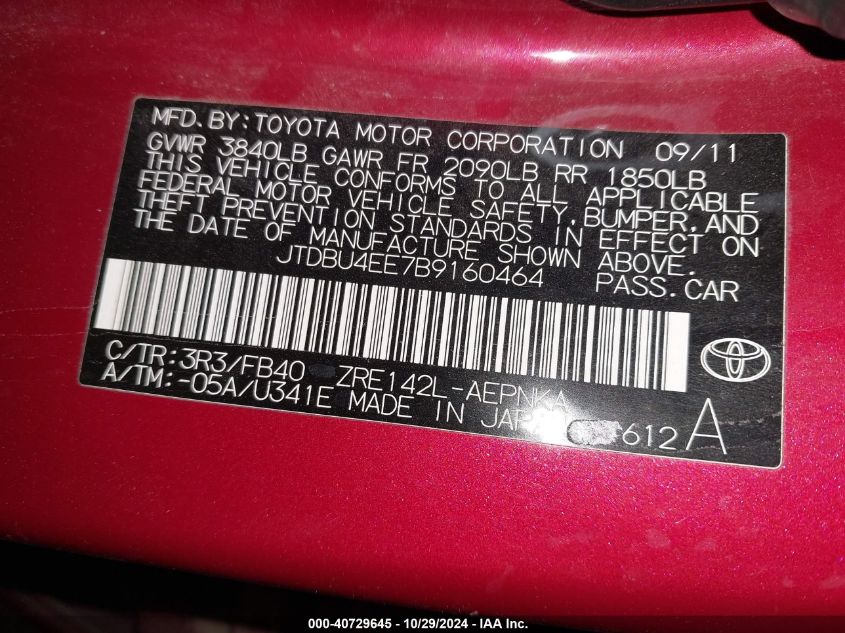 MFD. BY: TOYOTA MOTOR CORPORATION 09/11
GVWR 3840LB GAWR FR 2090LB RR 1850LB
THIS VEHICLE CONFORMS TO ALL APPLICABLE
FEDERAL MOTOR VEHICLE SAFETY, BUMPER, AND
THEFT PREVENTION STANDARDS IN EFFECT ON
THE DATE OF MANUFACTURE SHOWN ABOVE.
JTDBU4EE7B9160464 PASS. CAR
C/TR: 3R3/FB40 ZRE142L-AEPNKA
A/TM: -05A/U341E MADE IN 612 A
000-40729645 - 10/29/2024 - IAA Inc.